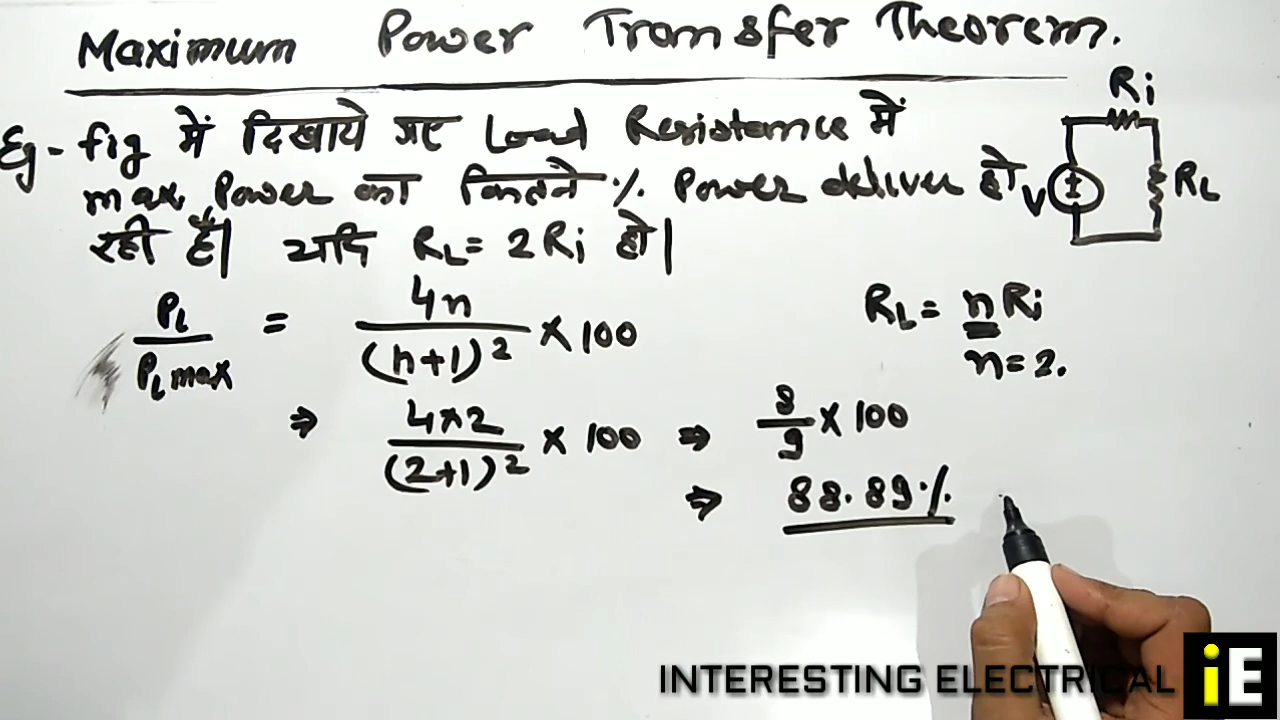 Maximum Power Transfer Theorem.
Eg- fig में दिखाये गए Load Resistance में
max. Power का कितने % Power deliver हो
रही है| यदि RL = 2Ri हो|
Ri
V
RL
PL / PLmax = 4n / (n+1)² × 100
RL = nRi
n = 2.
⇒ 4×2 / (2+1)² × 100 ⇒ 8/9 × 100
⇒ 88.89%
INTERESTING ELECTRICAL
iE